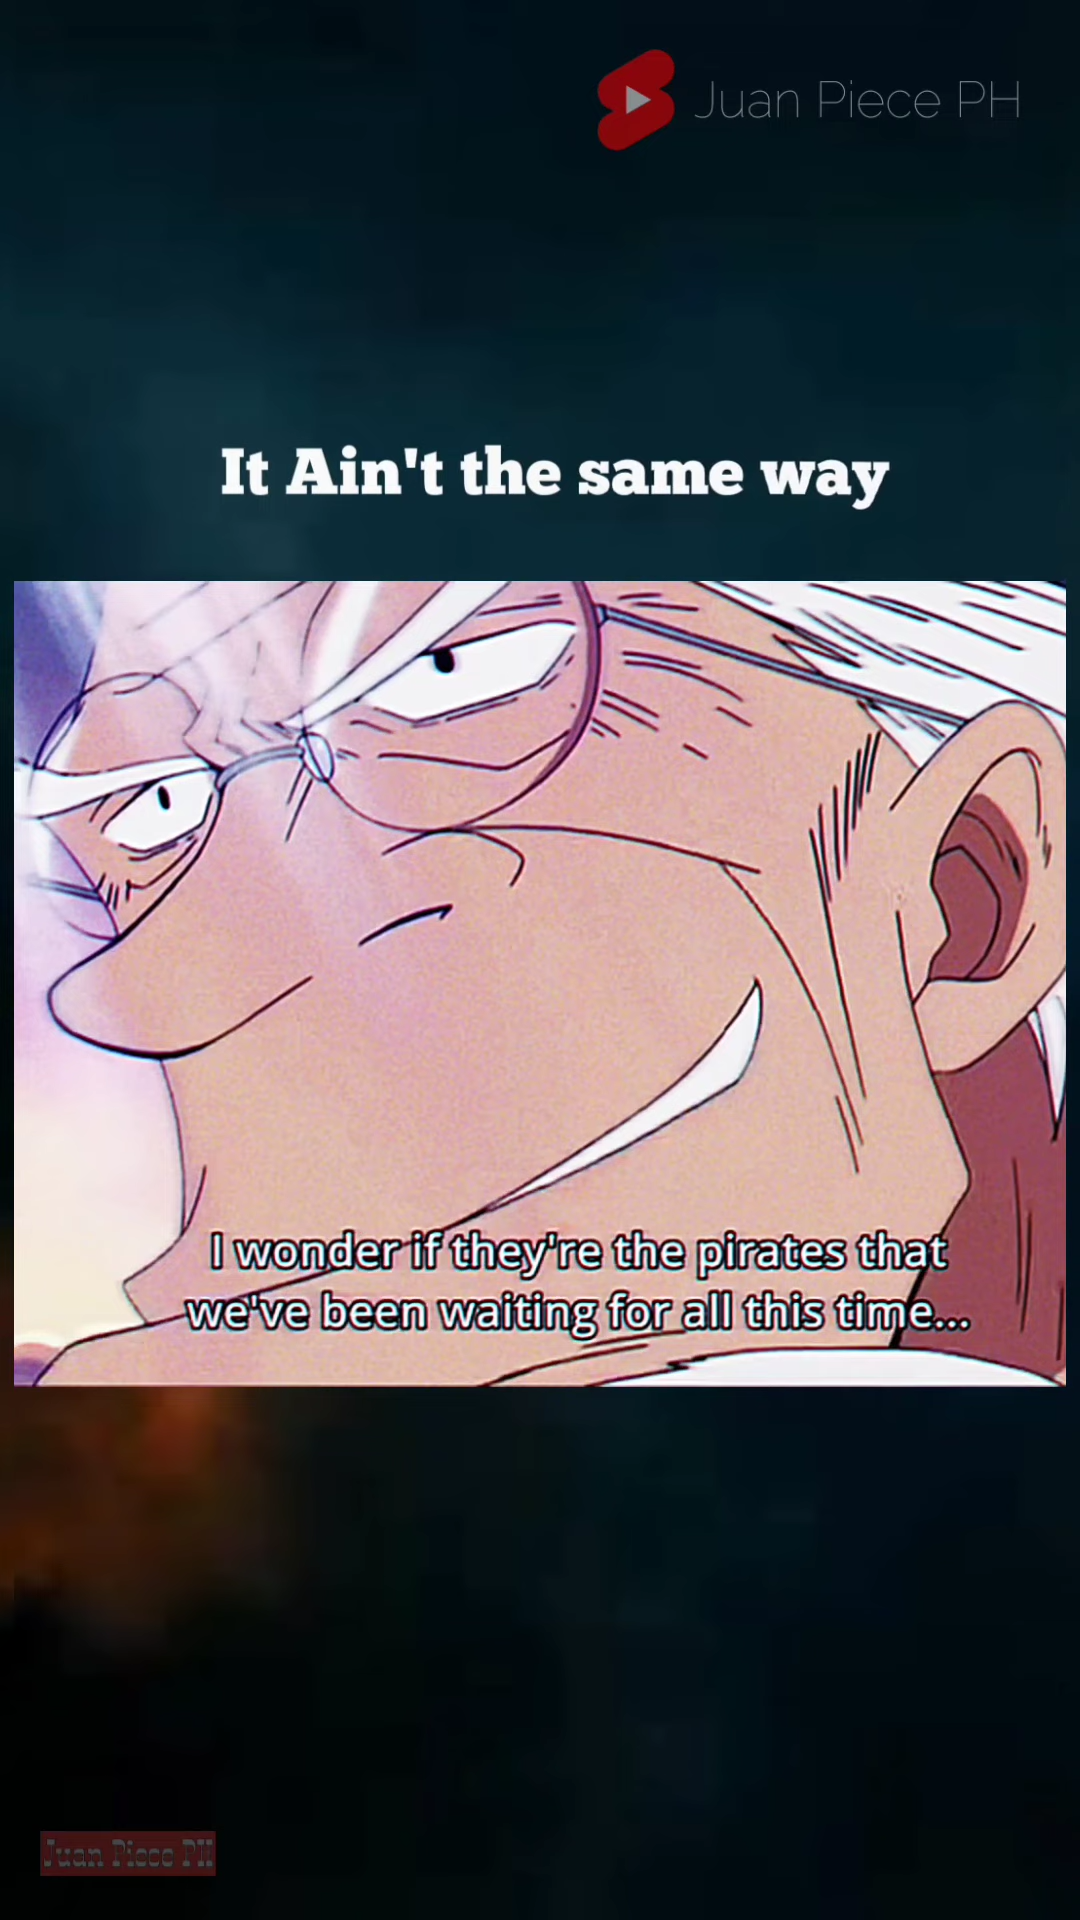 Juan Piece PH
It Ain't the same way
I wonder if they're the pirates that
we've been waiting for all this time...
Juan Piece PH